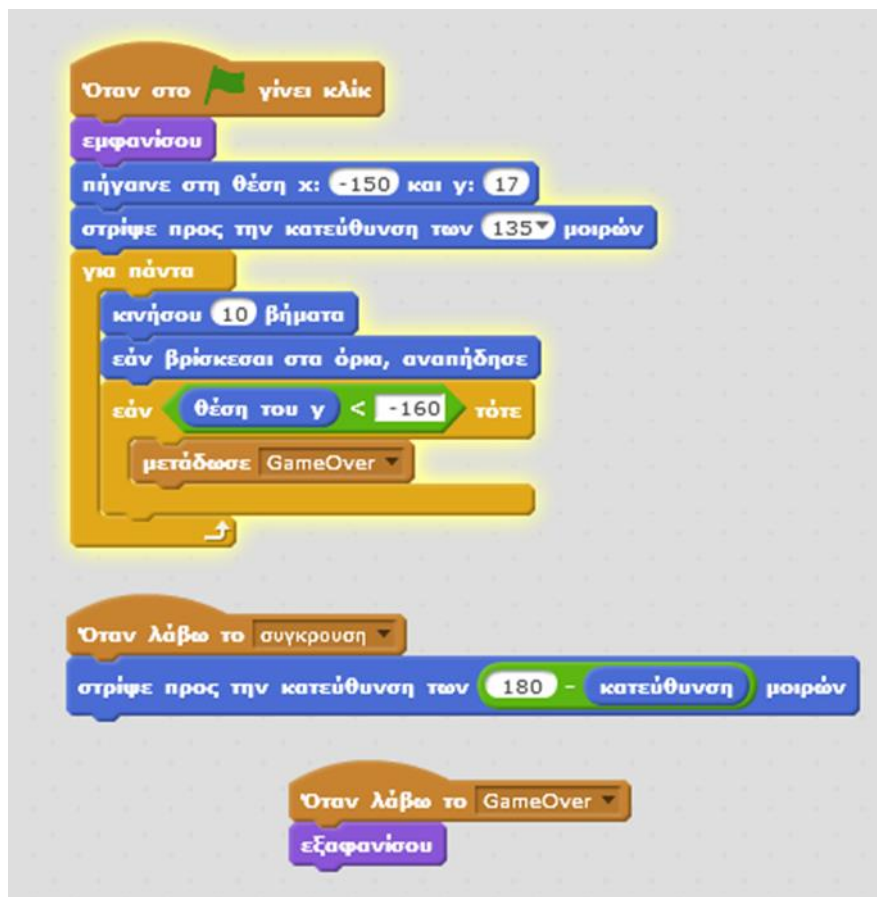 Όταν στο γίνει κλίκ
εμφανίσου
πήγαινε στη θέση x: -150 και y: 17
στρίψε προς την κατεύθυνση των 135 μοιρών
για πάντα
κινήσου 10 βήματα
εάν βρίσκεσαι στα όρια, αναπήδησε
εάν θέση του y < -160 τότε
μετάδωσε GameOver
Όταν λάβω το συγκρουση
στρίψε προς την κατεύθυνση των 180 - κατεύθυνση μοιρών
Όταν λάβω το GameOver
εξαφανίσου